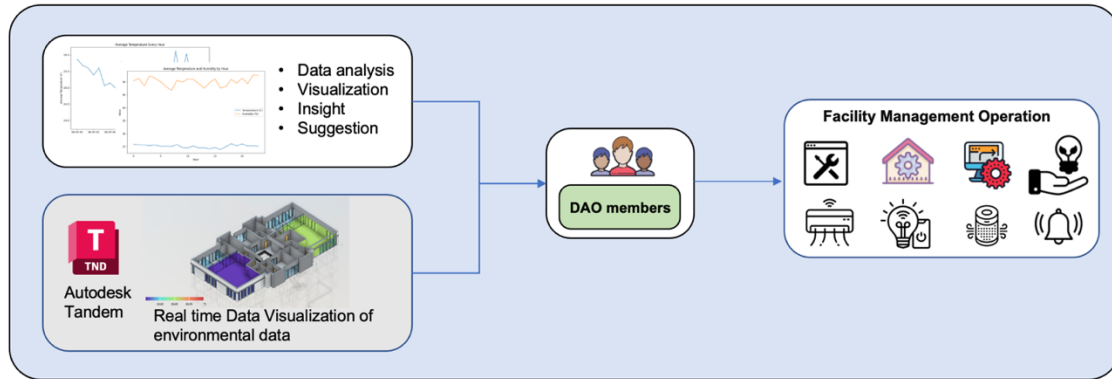 Average Temperature Every Hour
Average Temperature and Humidity by Hour
Data analysis
Visualization
Insight
Suggestion
T
TND
Autodesk
Tandem
Real time Data Visualization of
environmental data
DAO members
Facility Management Operation